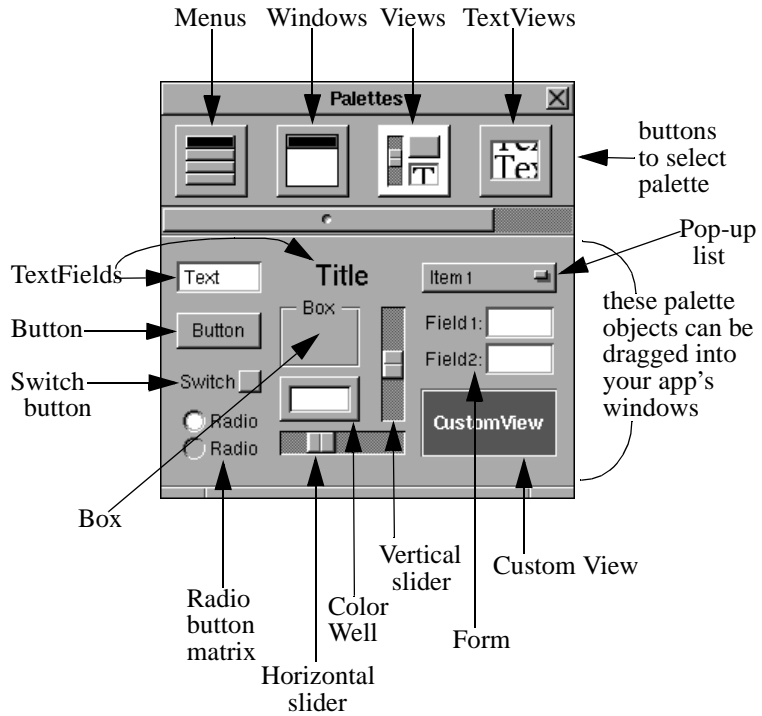 Menus Windows Views TextViews
Palettes
Tex
buttons
to select
palette
Pop-up
list
TextFields
Text
Title
Item 1
Box
Field1:
these palette
objects can be
dragged into
your app's
windows
Button
Button
Field2:
Switch
button
Switch
Radio
Radio
CustomView
T
Box
Vertical
slider
Custom View
Radio
button
matrix
Color
Well
Form
Horizontal
slider